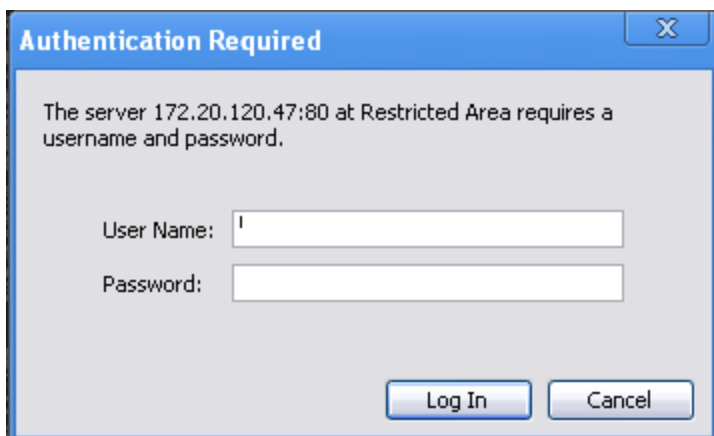 Authentication Required
X
The server 172.20.120.47:80 at Restricted Area requires a
username and password.
User Name:
Password:
Log In
Cancel